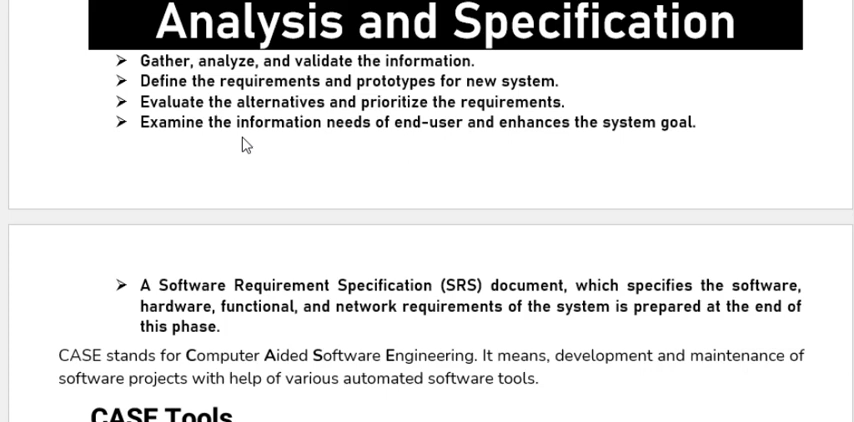 Analysis and Specification
➢ Gather, analyze, and validate the information.
➢ Define the requirements and prototypes for new system.
➢ Evaluate the alternatives and prioritize the requirements.
➢ Examine the information needs of end-user and enhances the system goal.
➢ A Software Requirement Specification (SRS) document, which specifies the software,
hardware, functional, and network requirements of the system is prepared at the end of
this phase.
CASE stands for Computer Aided Software Engineering. It means, development and maintenance of
software projects with help of various automated software tools.
CASE Tools